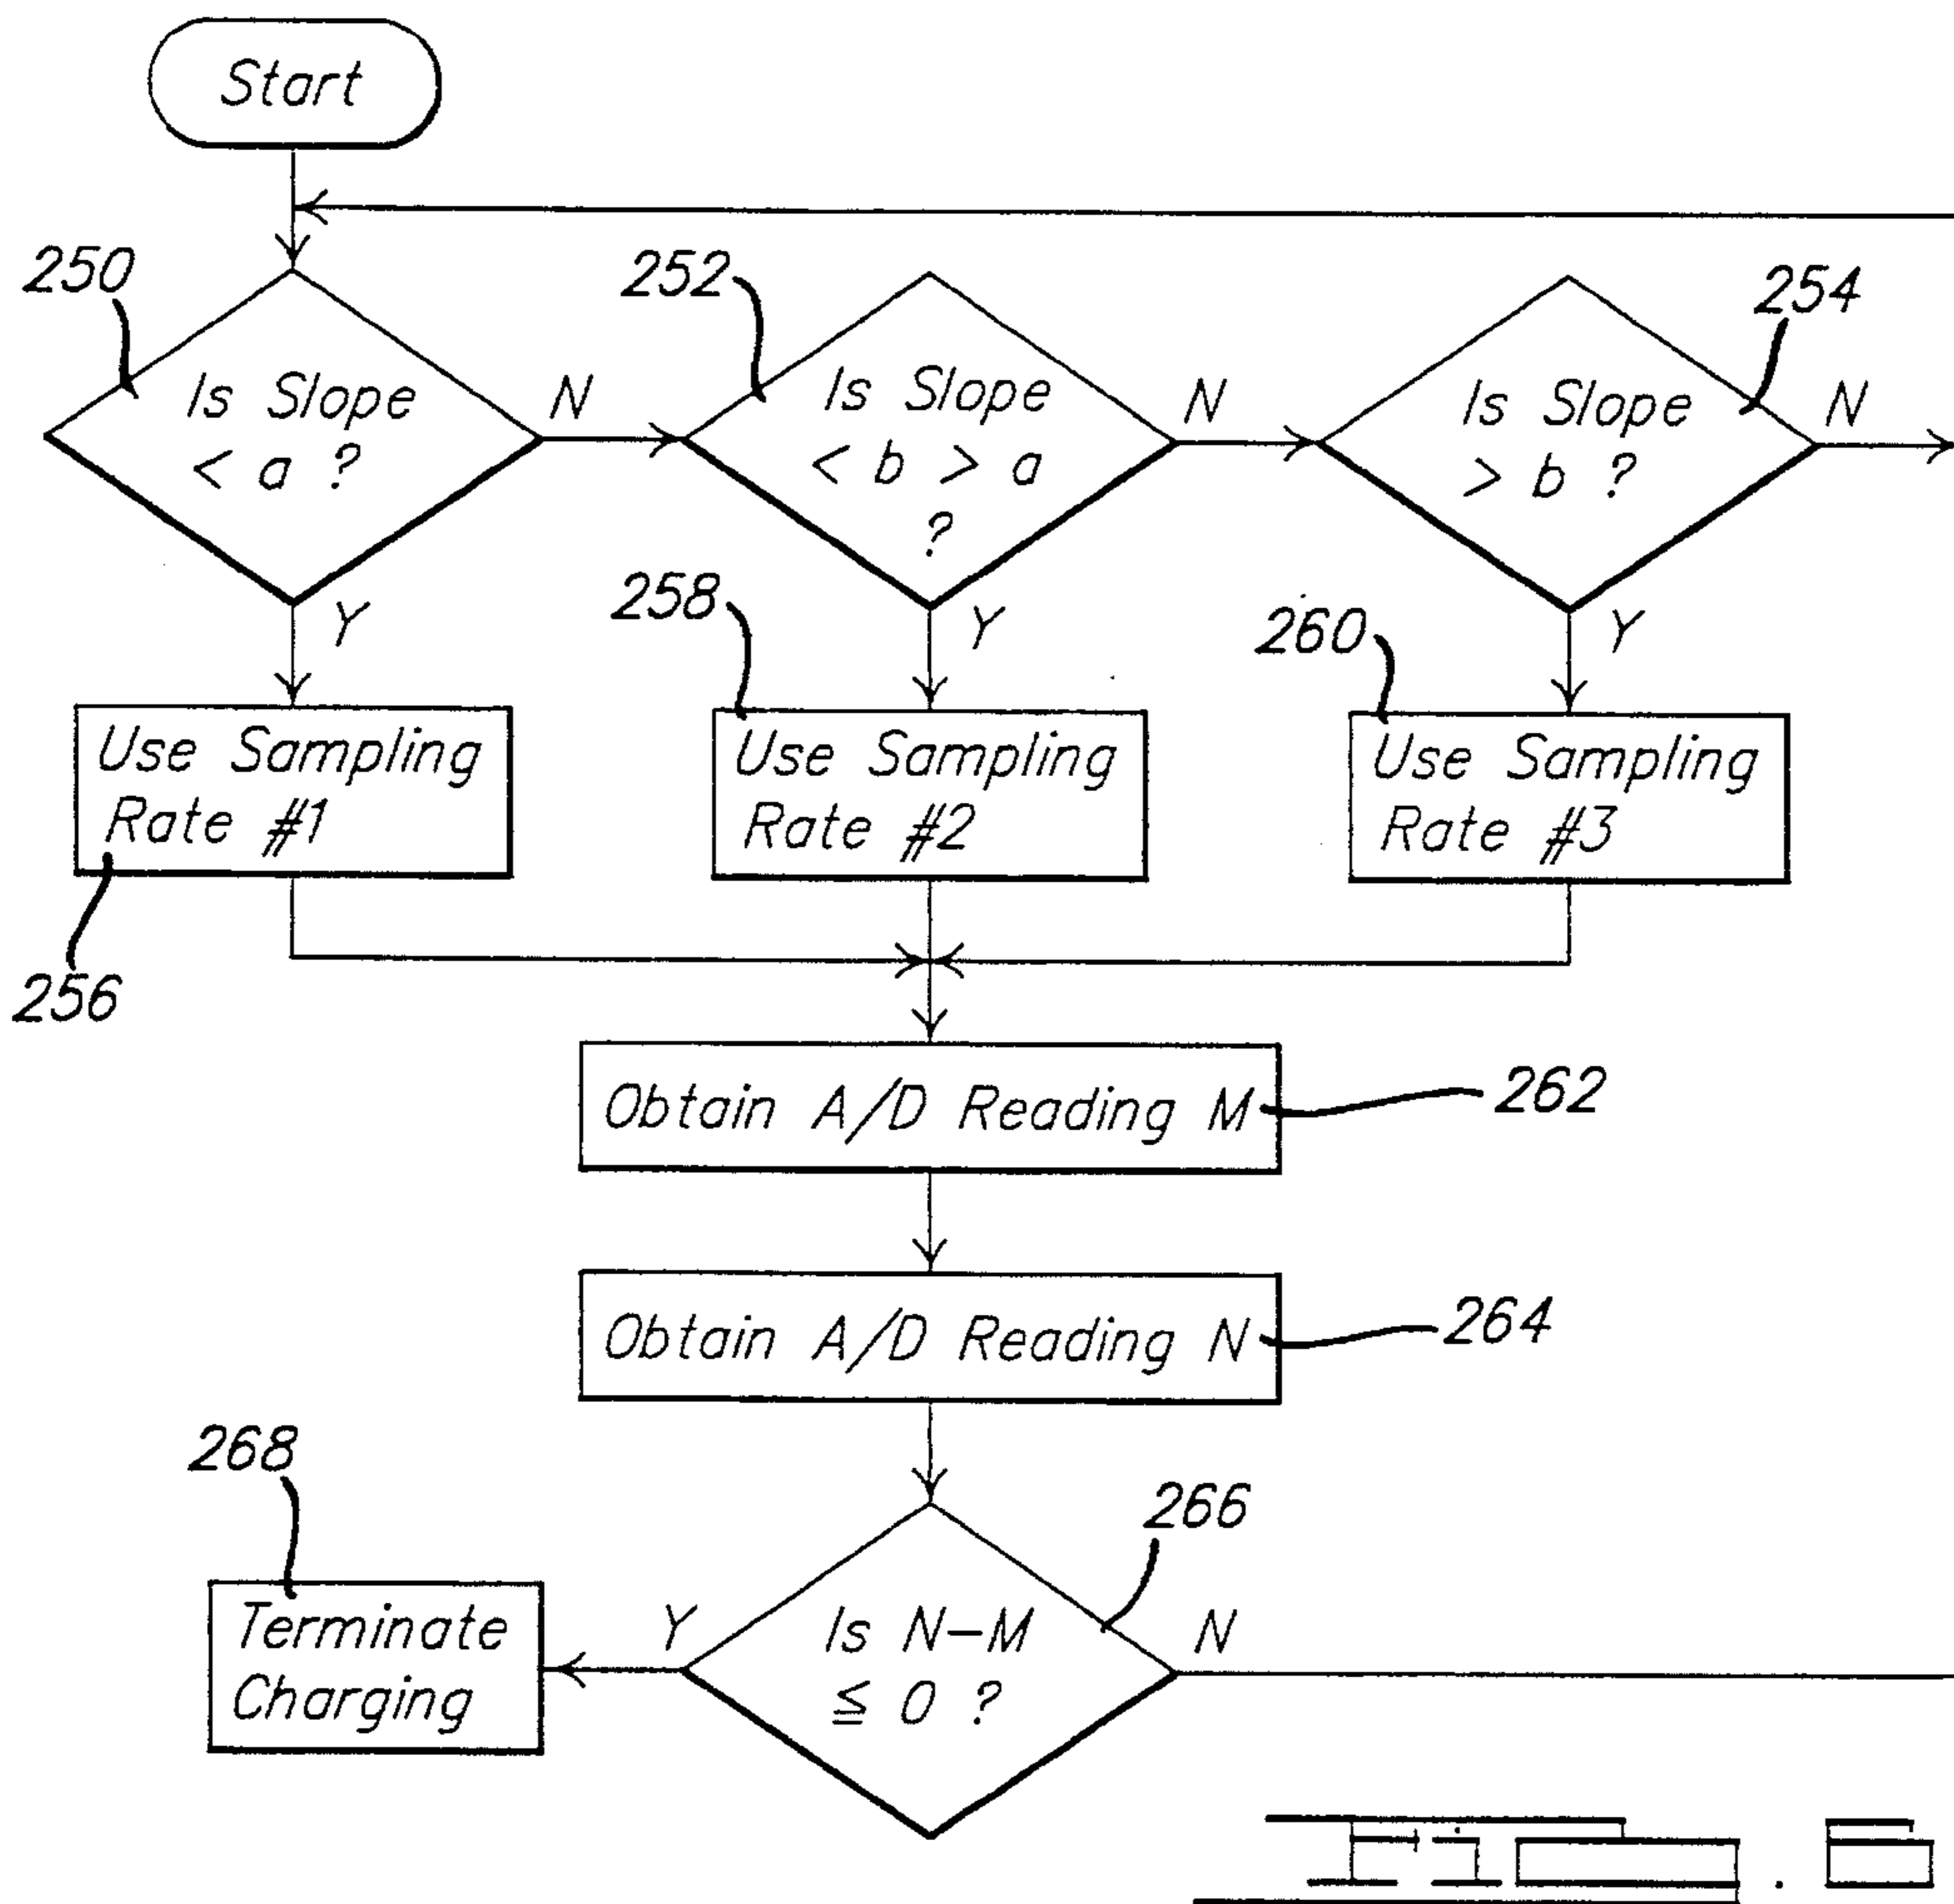 Start
250
252
254
Is Slope
< a ?
N
Is Slope
< b > a
?
N
Is Slope
> b ?
N
Y
258
Y
260
Y
Use Sampling
Rate #1
Use Sampling
Rate #2
Use Sampling
Rate #3
256
Obtain A/D Reading M
262
Obtain A/D Reading N
264
268
266
Terminate
Charging
Y
Is N-M
≦ 0 ?
N